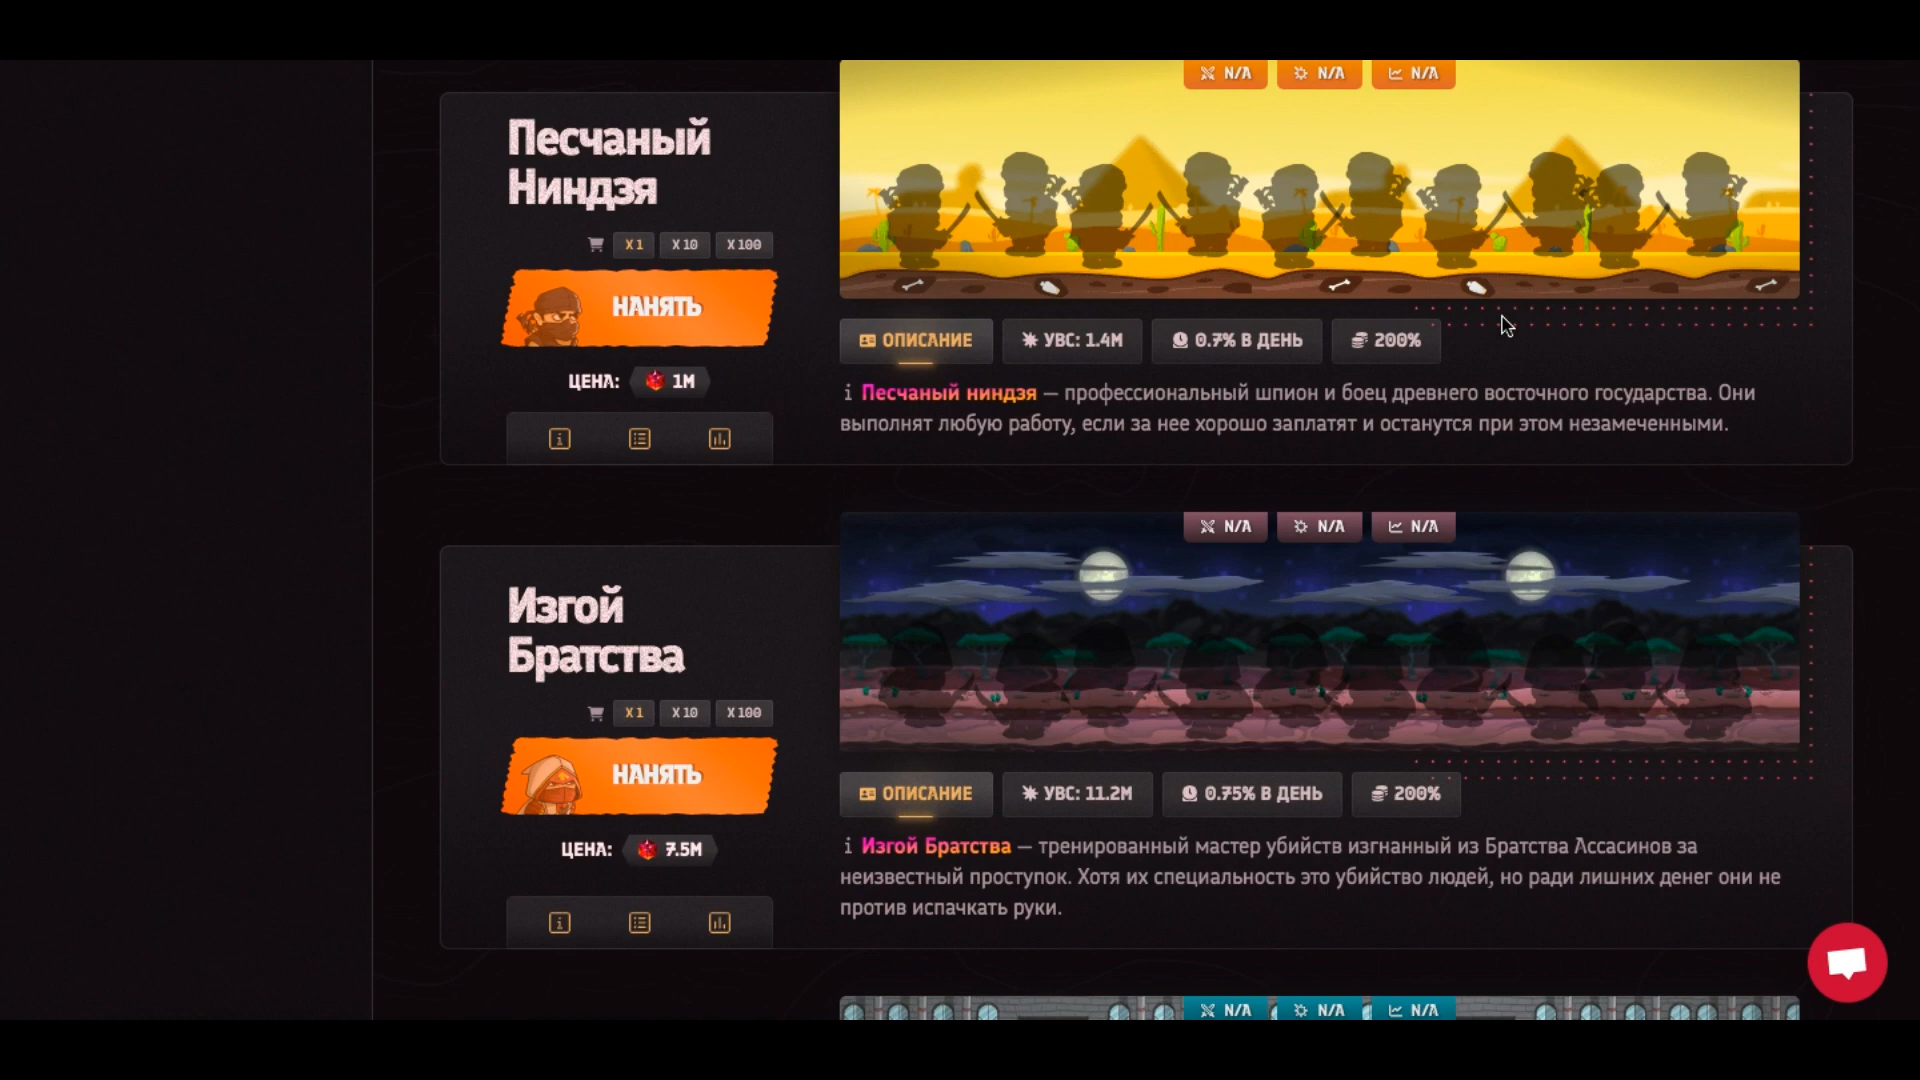 N/A N/A N/A
Песчаный
Ниндзя
X1 X10 X100
НАНЯТЬ
ЦЕНА: 1M
ОПИСАНИЕ УВС: 1.4M 0.7% В ДЕНЬ 200%
i Песчаный ниндзя — профессиональный шпион и боец древнего восточного государства. Они
выполнят любую работу, если за нее хорошо заплатят и останутся при этом незамеченными.
N/A N/A N/A
Изгой
Братства
X1 X10 X100
НАНЯТЬ
ЦЕНА: 7.5M
ОПИСАНИЕ УВС: 11.2M 0.75% В ДЕНЬ 200%
i Изгой Братства — тренированный мастер убийств изгнанный из Братства Ассасинов за
неизвестный проступок. Хотя их специальность это убийство людей, но ради лишних денег они не
против испачкать руки.
N/A N/A N/A